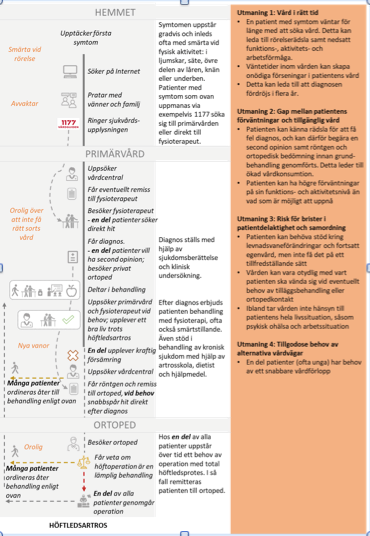 HEMMET
Upptäcker första
symtom
Smärta vid
rörelse
Söker på Internet
Avvaktar
Pratar med
vänner och familj
1177
Ringer sjukvårds-
upplysningen
Symtomen uppstår
gradvis och inleds
ofta med smärta vid
fysisk aktivitet: i
ljumskar, säte, övre
delen av låren, knän
eller underben.
Patienter med
symtom som ovan
uppmanas via
exempelvis 1177 söka
sig till primärvården
eller direkt till
fysioterapeut.
PRIMÄRVÅRD
Uppsöker
vårdcentral
Får eventuellt remiss
till fysioterapeut
Orolig över
att inte få
rätt sorts
vård
Besöker fysioterapeut
- en del patienter söker
direkt hit
Får diagnos.
- en del patienter vill
ha second opinion;
besöker privat
ortoped
Deltar i behandling
Uppsöker primärvård
och fysioterapeut vid
behov; upplever ett
bra liv trots
höftledsartros
Nya vanor
En del upplever kraftig
försämring
Uppsöker vårdcentral
Många patienter
ordineras åter till
behandling enligt ovan
Får röntgen och remiss
till ortoped, vid behov
snabbspår hit direkt
efter diagnos
Diagnos ställs med
hjälp av
sjukdomsberättelse
och klinisk
undersökning.
Efter diagnos erbjuds
patienten behandling
med fysioterapi, ofta
också smärtstillande.
Även stöd i
behandling av kronisk
sjukdom med hjälp av
artrosskola, dietist
och hjälpmedel.
ORTOPED
Orolig
Besöker ortoped
Får veta om
höftoperation är en
lämplig behandling
Många patienter
ordineras åter till
behandling enligt
ovan
En del av alla
patienter genomgår
operation
Hos en del av alla
patienter uppstår
över tid ett behov av
operation med total
höftledsprotes. I så
fall remitteras
patienten till ortoped.
HÖFTLEDSARTROS
Utmaning 1: Vård i rätt tid
• En patient med symtom väntar för
länge med att söka vård. Detta kan
leda till rörelserädsla samt nedsatt
funktions-, aktivitets- och
arbetsförmåga.
• Väntetider inom vården kan skapa
onödiga förseningar i patientens vård
• Detta kan leda till att diagnosen
fördröjs i flera år.
Utmaning 2: Gap mellan patientens
förväntningar och tillgänglig vård
• Patienten kan känna rädsla för att få
fel diagnos, och kan därför begära en
second opinion samt röntgen och
ortopedisk bedömning innan grund-
behandling genomförts. Detta leder till
ökad vårdkonsumtion.
• Patienten kan ha högre förväntningar
på sin funktions- och aktivitetsnivå än
vad som är möjligt att uppnå
Utmaning 3: Risk för brister i
patientdelaktighet och samordning
• Patienten kan behöva stöd kring
levnadsvaneförändringar och fortsatt
egenvård, men inte få det på ett
tillfredsställande sätt
• Vården kan vara otydlig med vart
patienten ska vända sig vid eventuellt
behov av tilläggsbehandling eller
ortopedkontakt
• Ibland tar vården inte hänsyn till
patientens hela livssituation, såsom
psykisk ohälsa och arbetssituation
Utmaning 4: Tillgodose behov av
alternativa vårdvägar
• En del patienter (ofta unga) har behov
av ett snabbare vårdförlopp